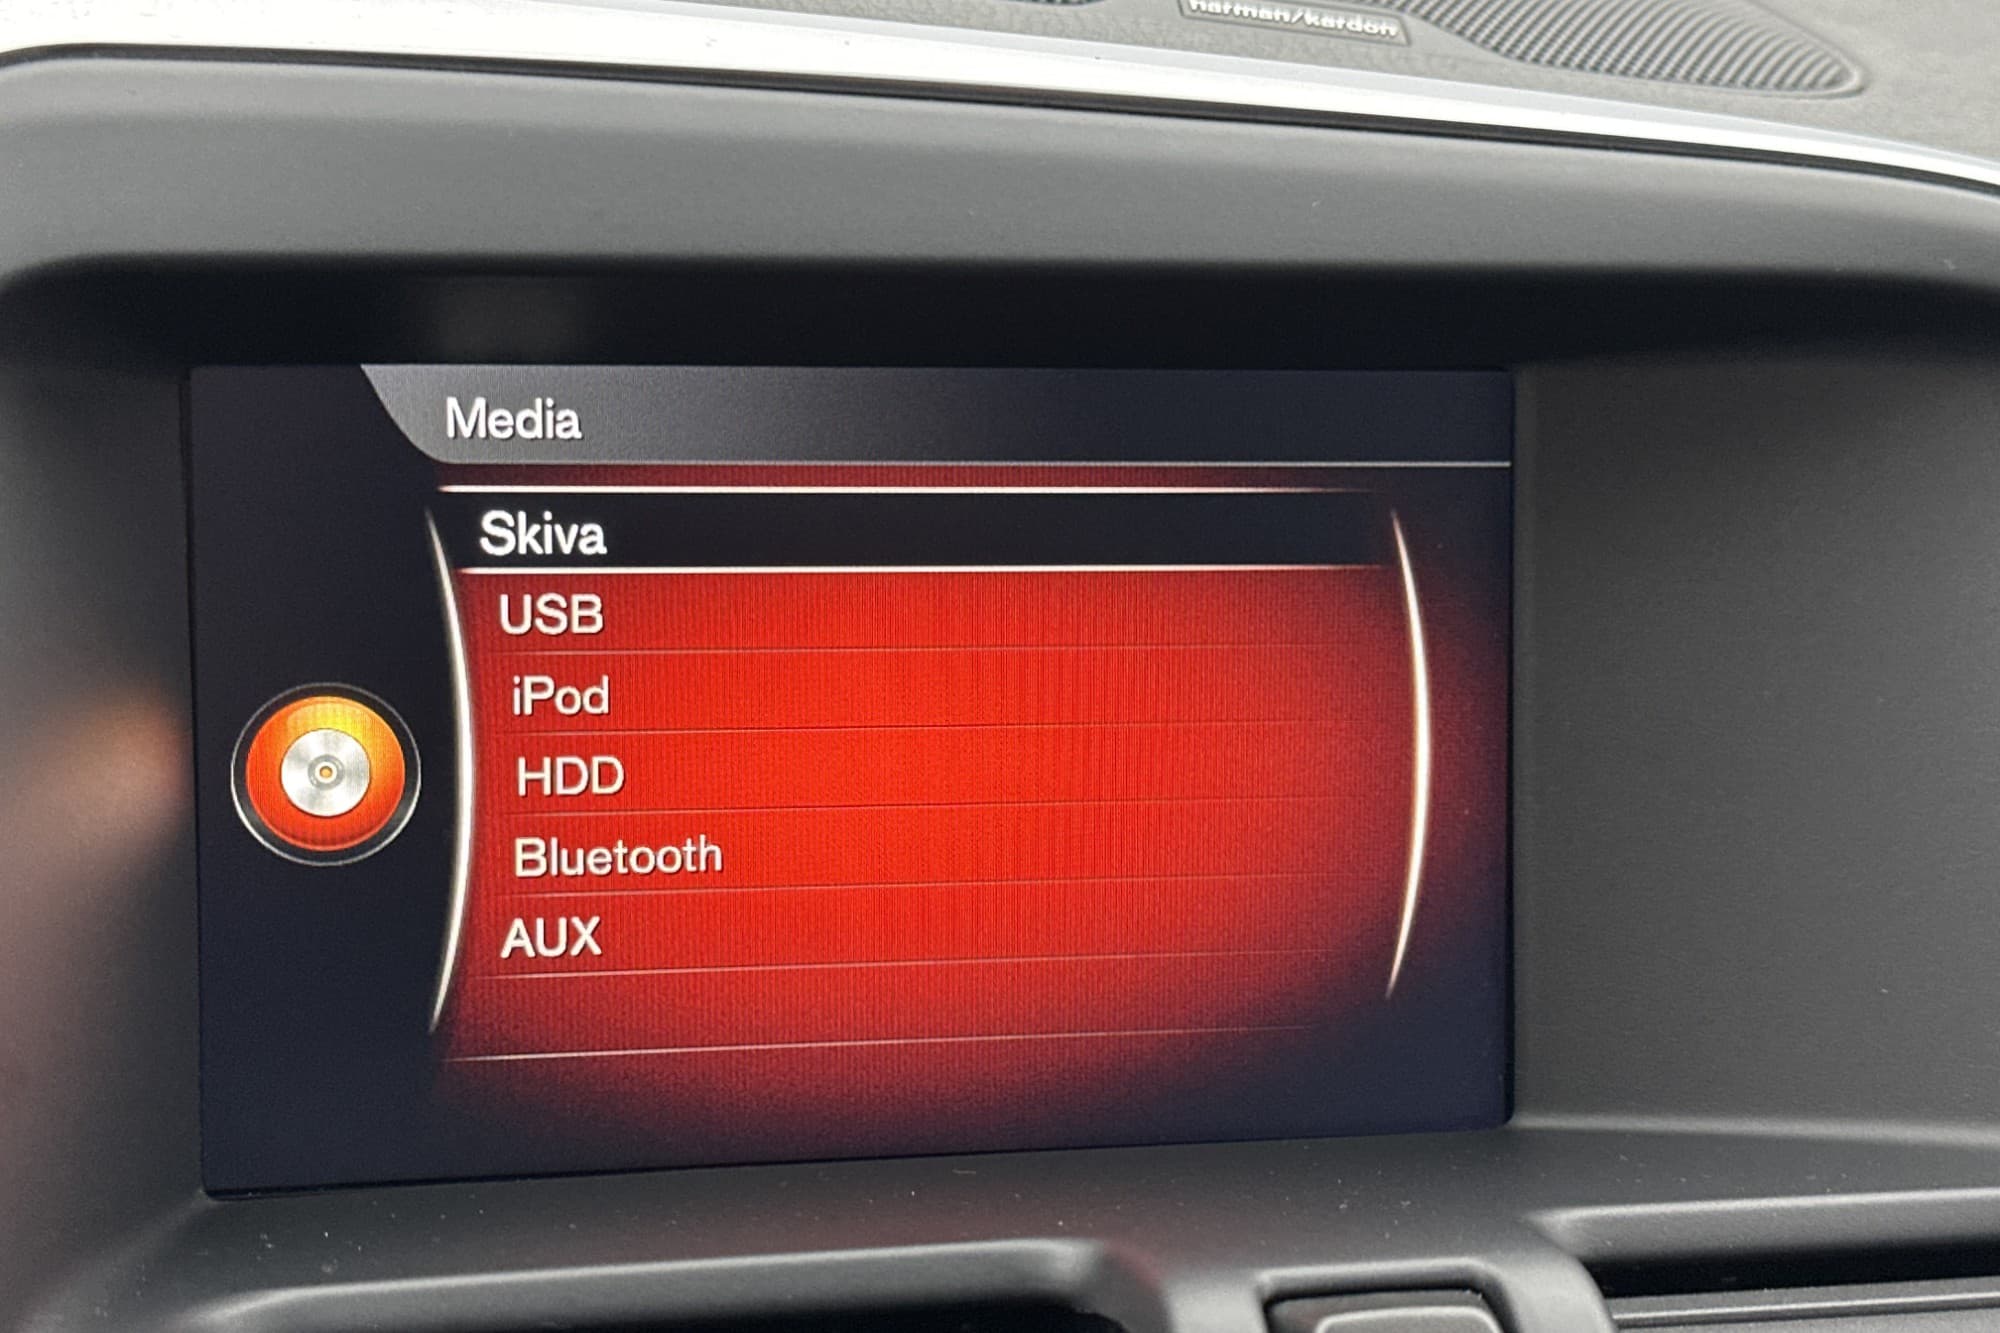 harman/kardon
Media
Skiva
USB
iPod
HDD
Bluetooth
AUX